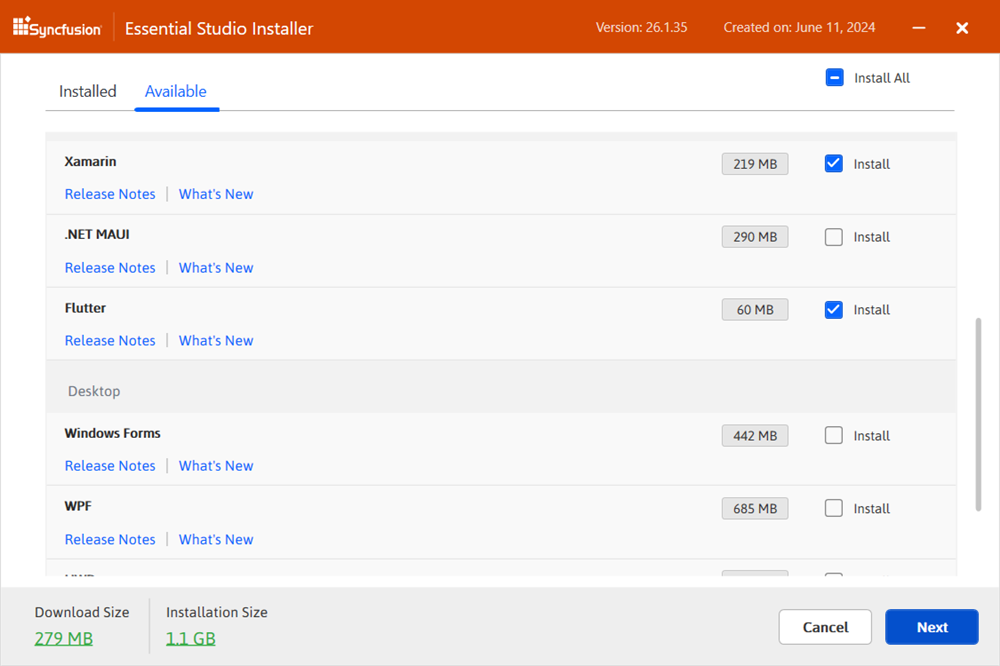 Syncfusion Essential Studio Installer Version: 26.1.35 Created on: June 11, 2024
Installed Available Install All
Xamarin 219 MB Install
Release Notes | What's New
.NET MAUI 290 MB Install
Release Notes | What's New
Flutter 60 MB Install
Release Notes | What's New
Desktop
Windows Forms 442 MB Install
Release Notes | What's New
WPF 685 MB Install
Release Notes | What's New
Download Size Installation Size
279 MB 1.1 GB
Cancel Next